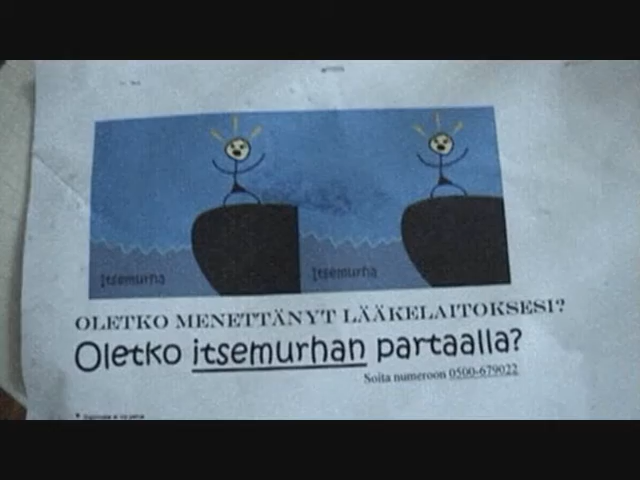 Itsemurha
Itsemurha
OLETKO MENETTÄNYT LÄÄKELAITOKSESI?
Oletko itsemurhan partaalla?
Soita numeroon 0500-679022